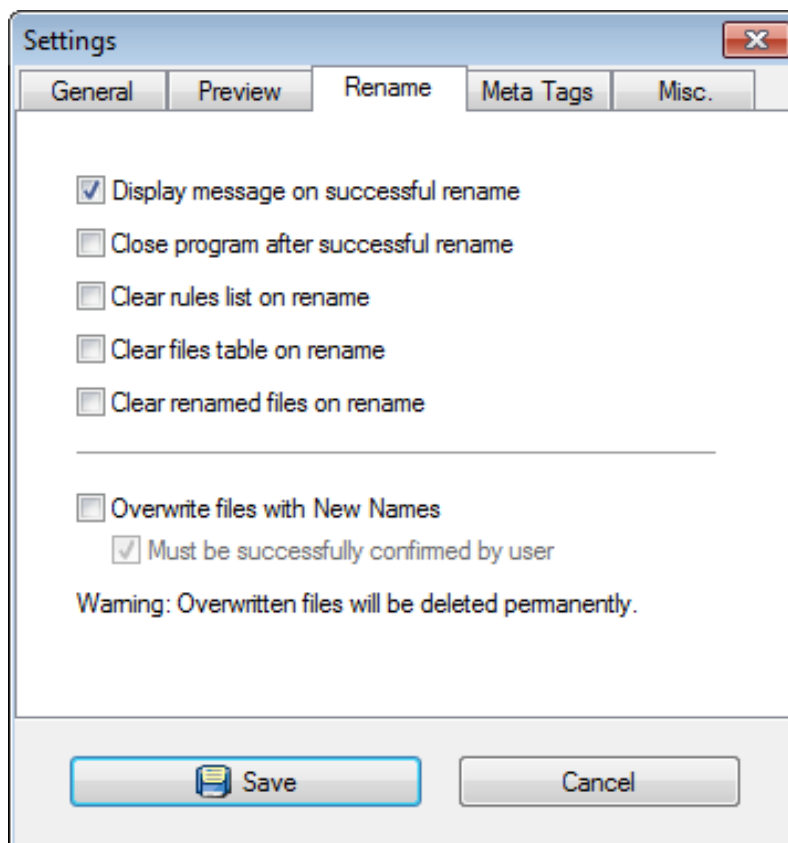 Settings
General Preview Rename Meta Tags Misc.
Display message on successful rename
Close program after successful rename
Clear rules list on rename
Clear files table on rename
Clear renamed files on rename
Overwrite files with New Names
Must be successfully confirmed by user
Warning: Overwritten files will be deleted permanently.
Save Cancel